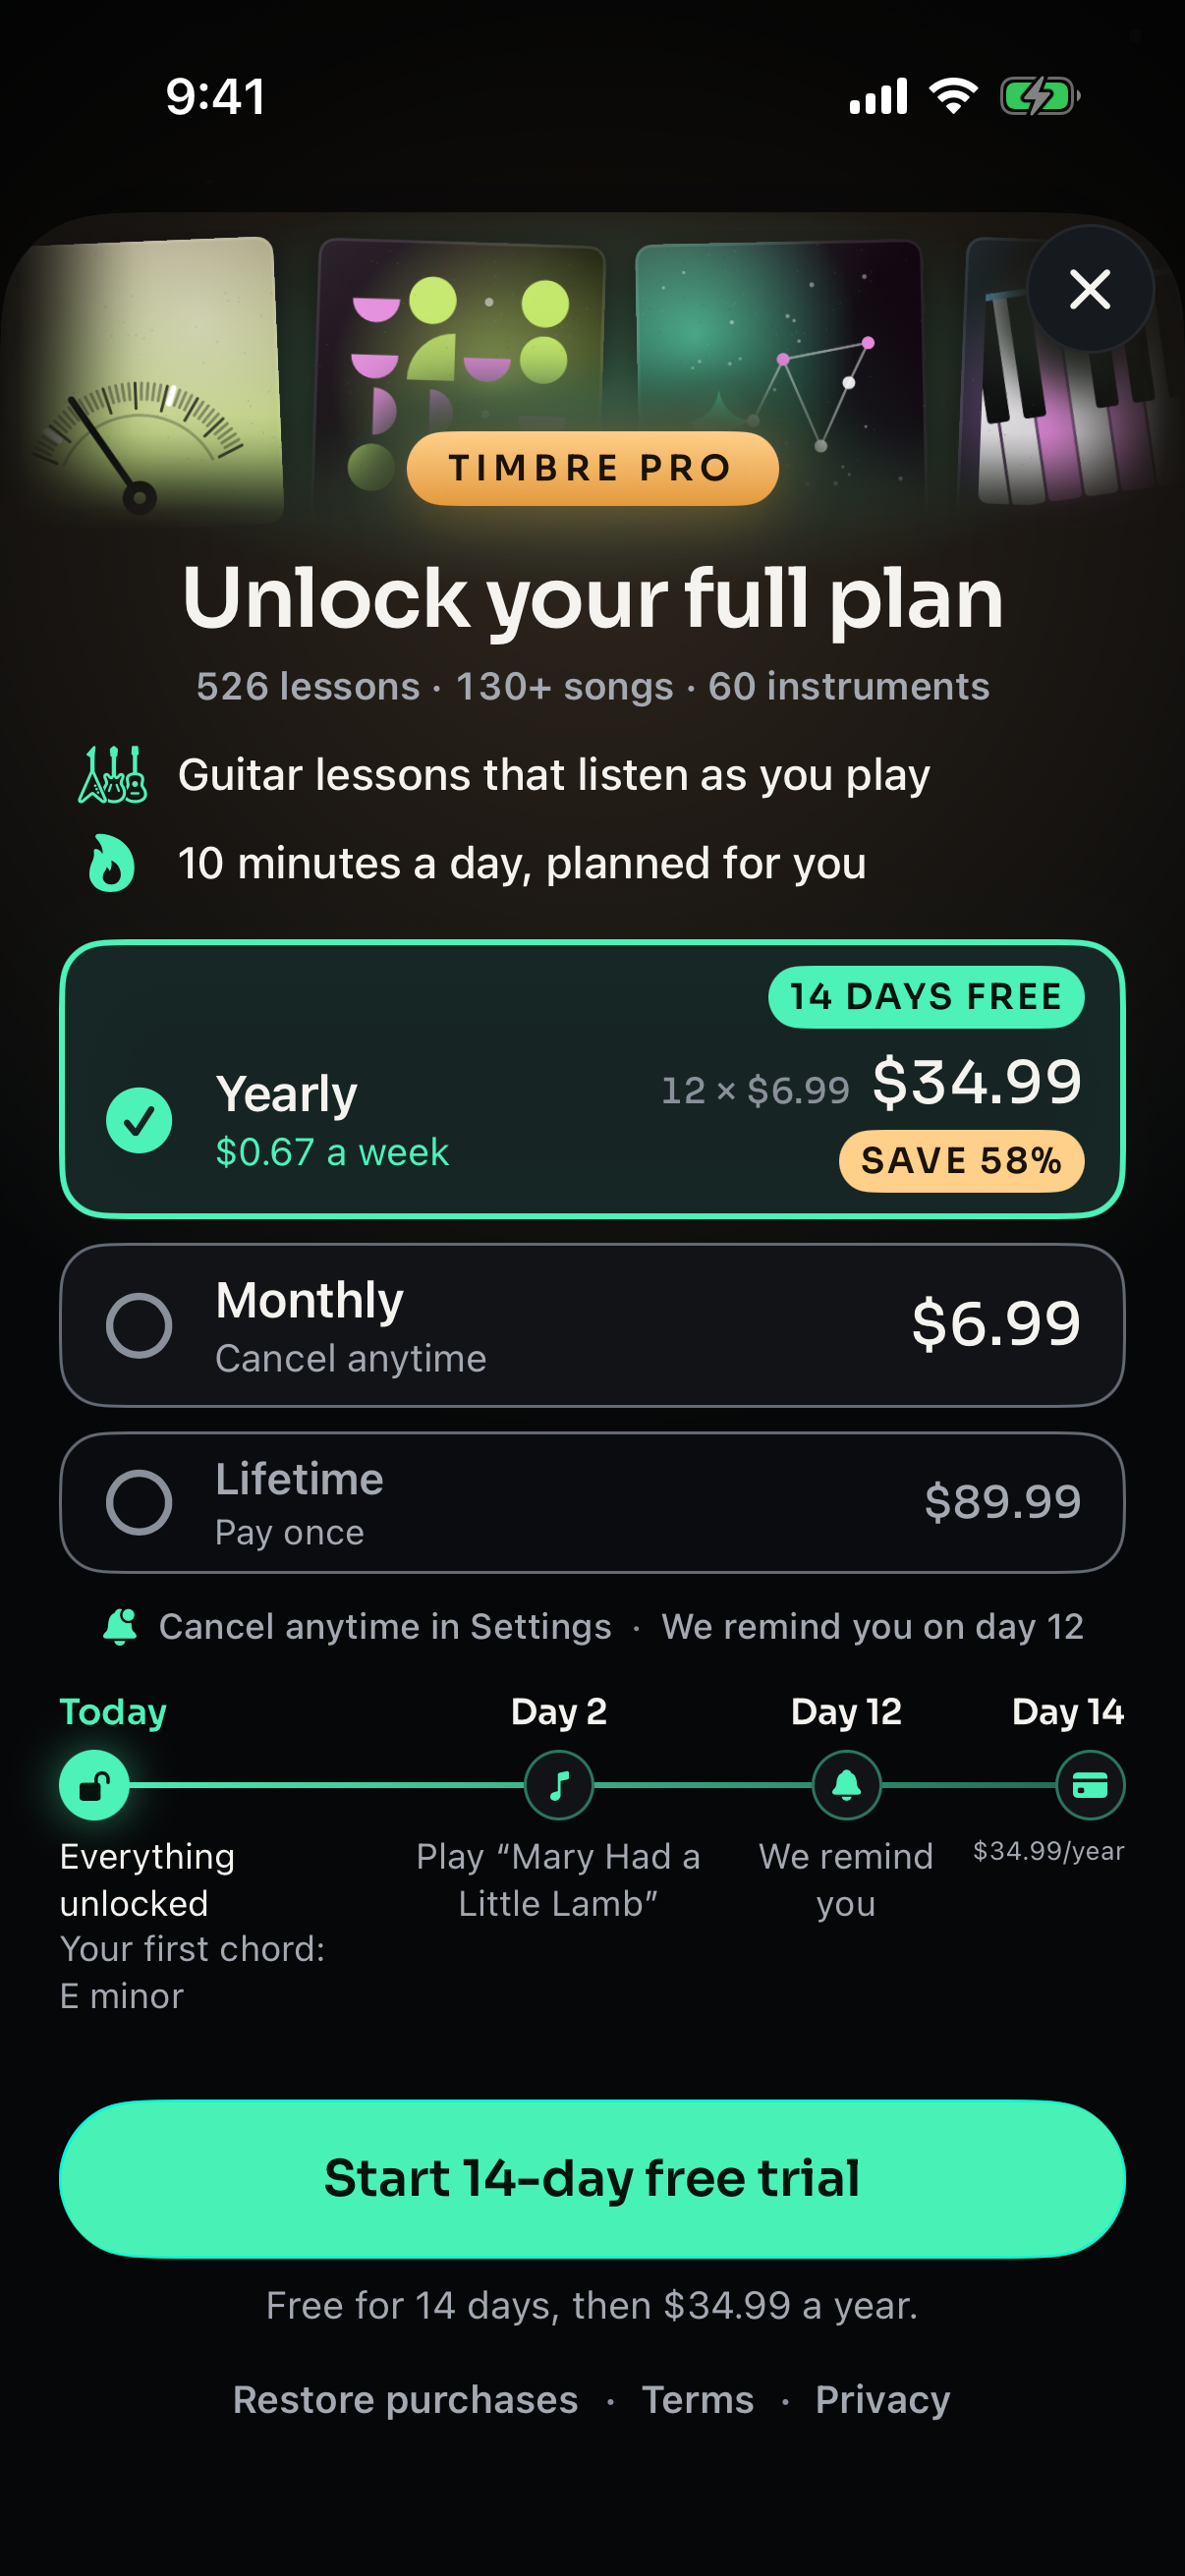 9:41
TIMBRE PRO
Unlock your full plan
526 lessons · 130+ songs · 60 instruments
Guitar lessons that listen as you play
10 minutes a day, planned for you
14 DAYS FREE
Yearly
12 × $6.99 $34.99
$0.67 a week
SAVE 58%
Monthly
$6.99
Cancel anytime
Lifetime
$89.99
Pay once
Cancel anytime in Settings · We remind you on day 12
Today
Everything
unlocked
Your first chord:
E minor
Day 2
Play “Mary Had a
Little Lamb”
Day 12
We remind
you
Day 14
$34.99/year
Start 14-day free trial
Free for 14 days, then $34.99 a year.
Restore purchases · Terms · Privacy